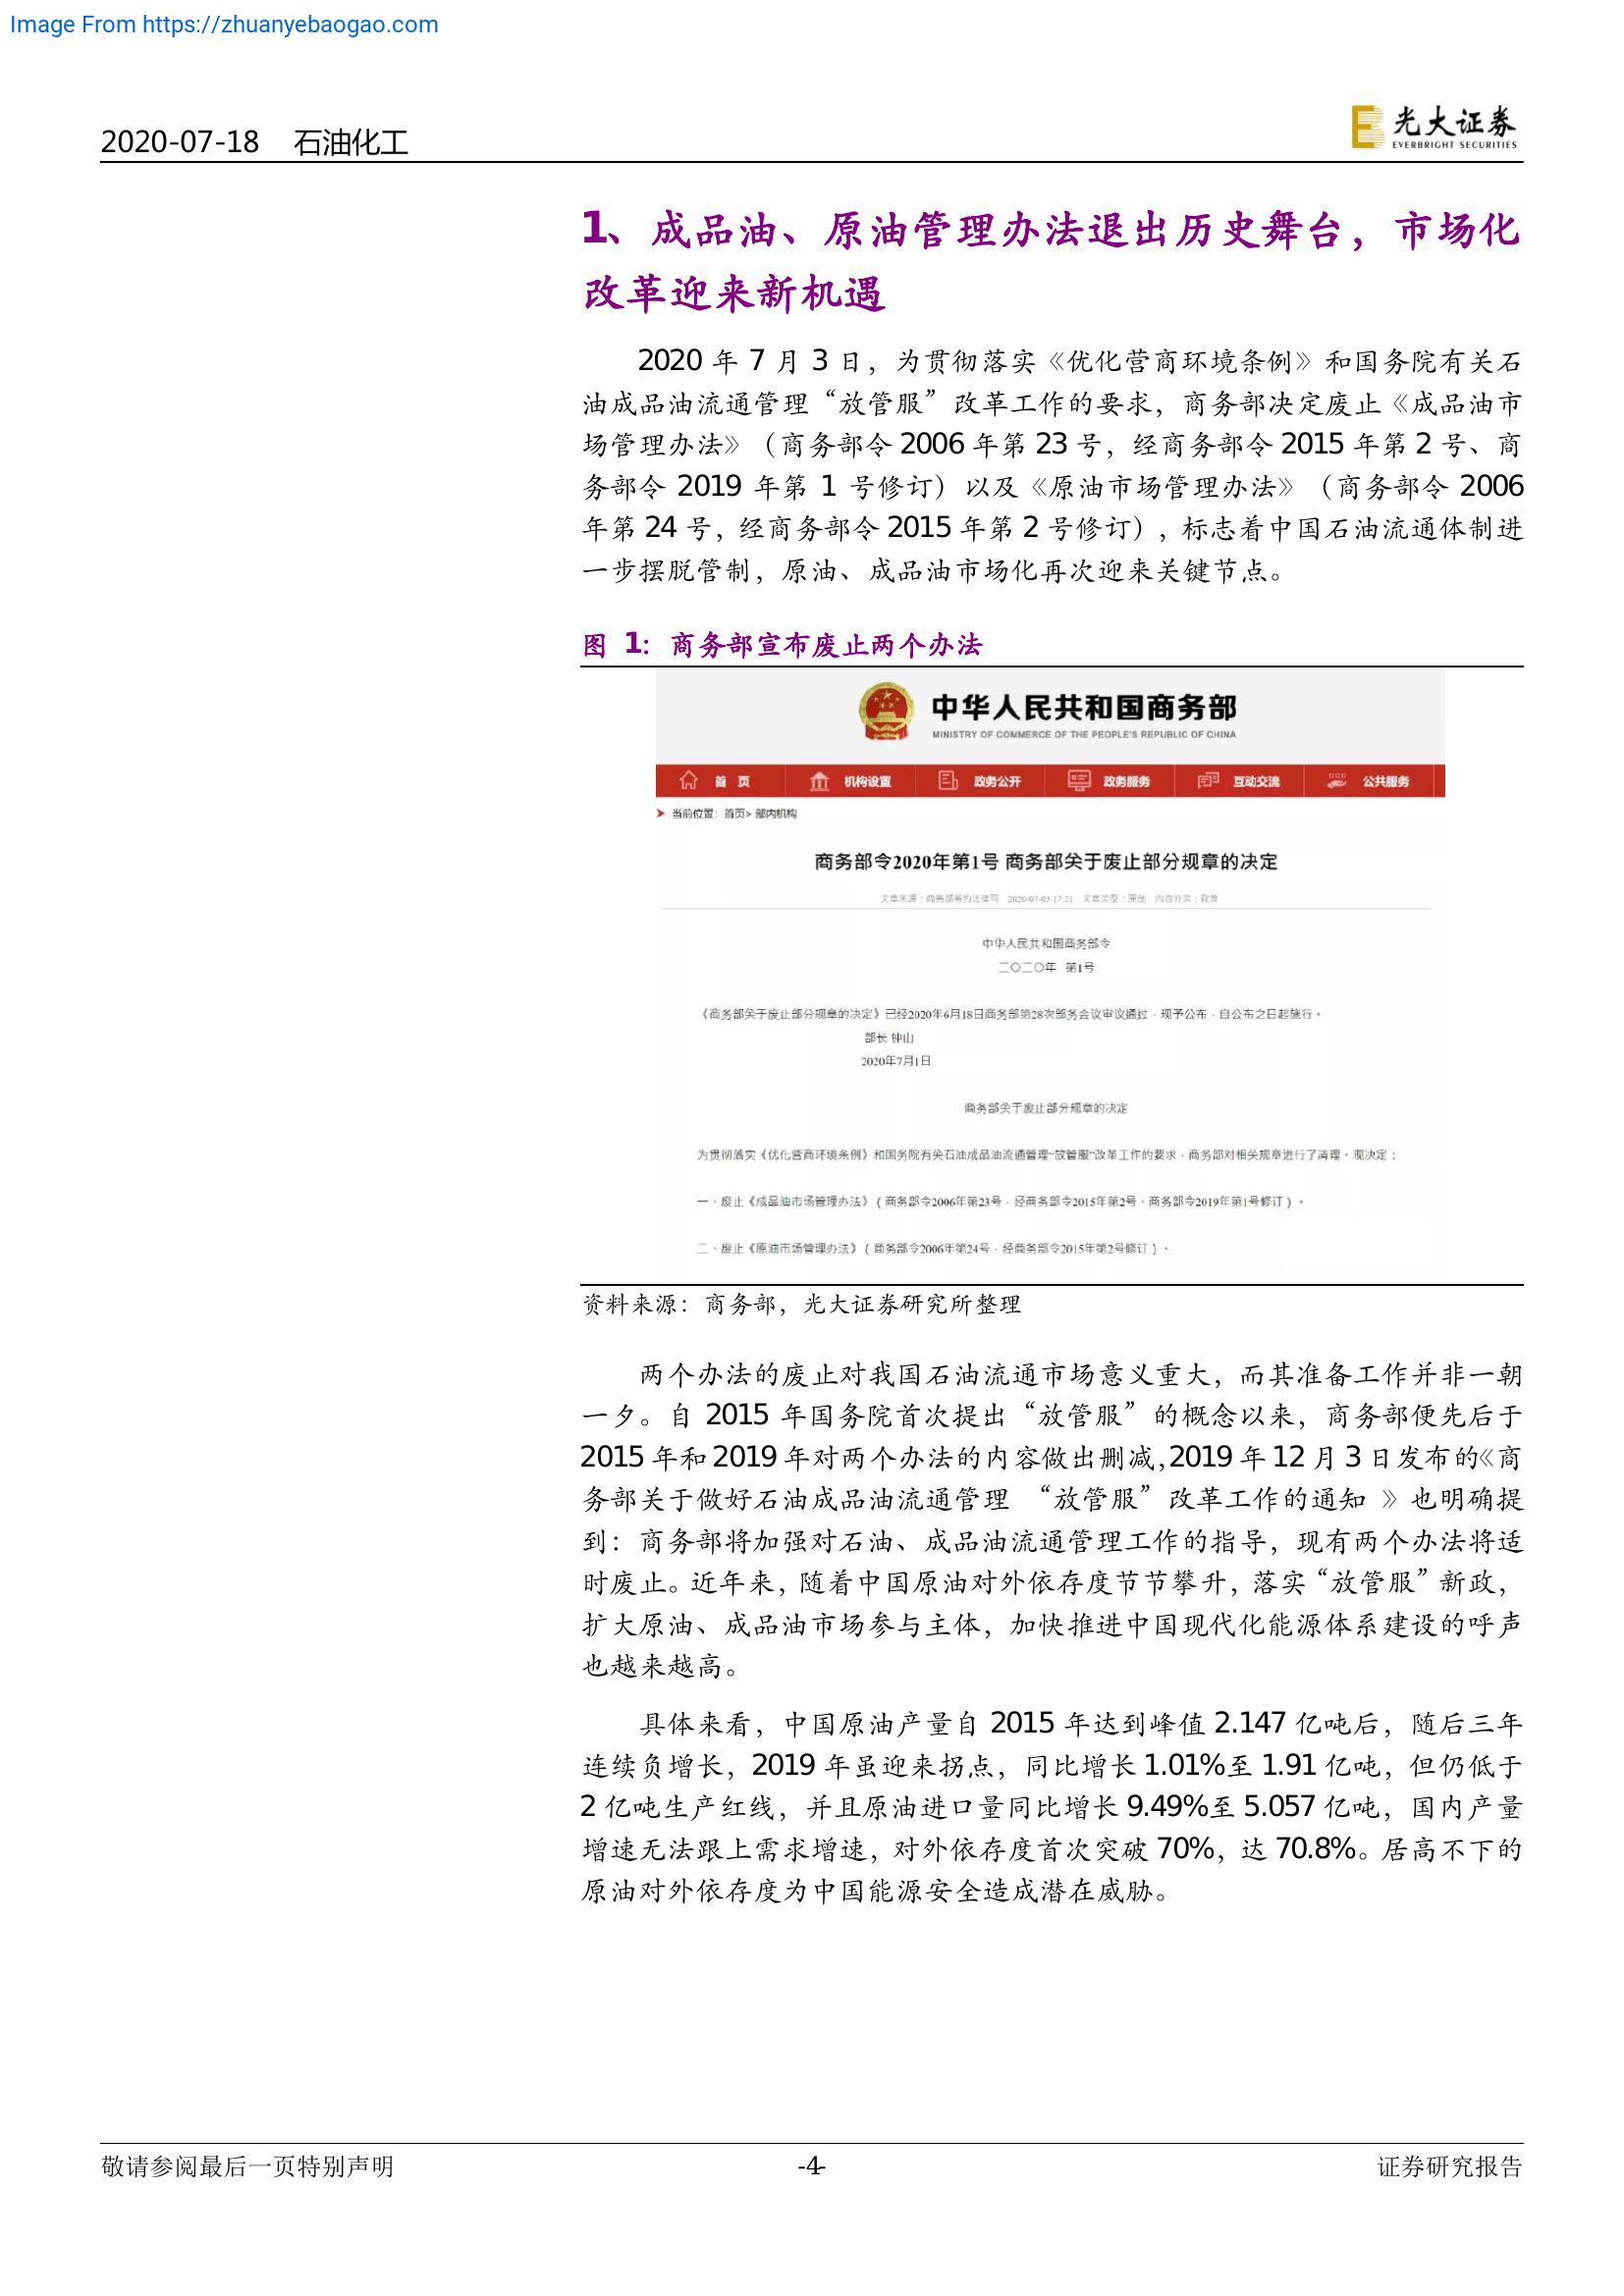 Image From https://zhuanyebaogao.com
2020-07-18 石油化工
光大证券
EVERBRIGHT SECURITIES
1、成品油、原油管理办法退出历史舞台，市场化
改革迎来新机遇
2020 年 7 月 3 日，为贯彻落实《优化营商环境条例》和国务院有关石
油成品油流通管理“放管服”改革工作的要求，商务部决定废止《成品油市
场管理办法》（商务部令 2006 年第 23 号，经商务部令 2015 年第 2 号、商
务部令 2019 年第 1 号修订）以及《原油市场管理办法》（商务部令 2006
年第 24 号，经商务部令 2015 年第 2 号修订），标志着中国石油流通体制进
一步摆脱管制，原油、成品油市场化再次迎来关键节点。
图 1：商务部宣布废止两个办法
中华人民共和国商务部
MINISTRY OF COMMERCE OF THE PEOPLE'S REPUBLIC OF CHINA
首 页 机构设置 政务公开 政务服务 互动交流 公共服务
当前位置：首页> 部内机构
商务部令2020年第1号 商务部关于废止部分规章的决定
文章来源：商务部条约法律司 2020-07-03 17:21 文章类型：原创 内容分类：政策
中华人民共和国商务部令
二〇二〇年 第1号
《商务部关于废止部分规章的决定》已经2020年6月18日商务部第28次部务会议审议通过，现予公布，自公布之日起施行。
部长 钟山
2020年7月1日
商务部关于废止部分规章的决定
为贯彻落实《优化营商环境条例》和国务院有关石油成品油流通管理“放管服”改革工作的要求，商务部对相关规章进行了清理。现决定：
一、废止《成品油市场管理办法》（商务部令2006年第23号，经商务部令2015年第2号、商务部令2019年第1号修订）。
二、废止《原油市场管理办法》（商务部令2006年第24号，经商务部令2015年第2号修订）。
资料来源：商务部，光大证券研究所整理
两个办法的废止对我国石油流通市场意义重大，而其准备工作并非一朝
一夕。自 2015 年国务院首次提出“放管服”的概念以来，商务部便先后于
2015 年和 2019 年对两个办法的内容做出删减，2019 年 12 月 3 日发布的《商
务部关于做好石油成品油流通管理 “放管服”改革工作的通知 》也明确提
到：商务部将加强对石油、成品油流通管理工作的指导，现有两个办法将适
时废止。近年来，随着中国原油对外依存度节节攀升，落实“放管服”新政，
扩大原油、成品油市场参与主体，加快推进中国现代化能源体系建设的呼声
也越来越高。
具体来看，中国原油产量自 2015 年达到峰值 2.147 亿吨后，随后三年
连续负增长，2019 年虽迎来拐点，同比增长 1.01%至 1.91 亿吨，但仍低于
2 亿吨生产红线，并且原油进口量同比增长 9.49%至 5.057 亿吨，国内产量
增速无法跟上需求增速，对外依存度首次突破 70%，达 70.8%。居高不下的
原油对外依存度为中国能源安全造成潜在威胁。
敬请参阅最后一页特别声明 -4- 证券研究报告